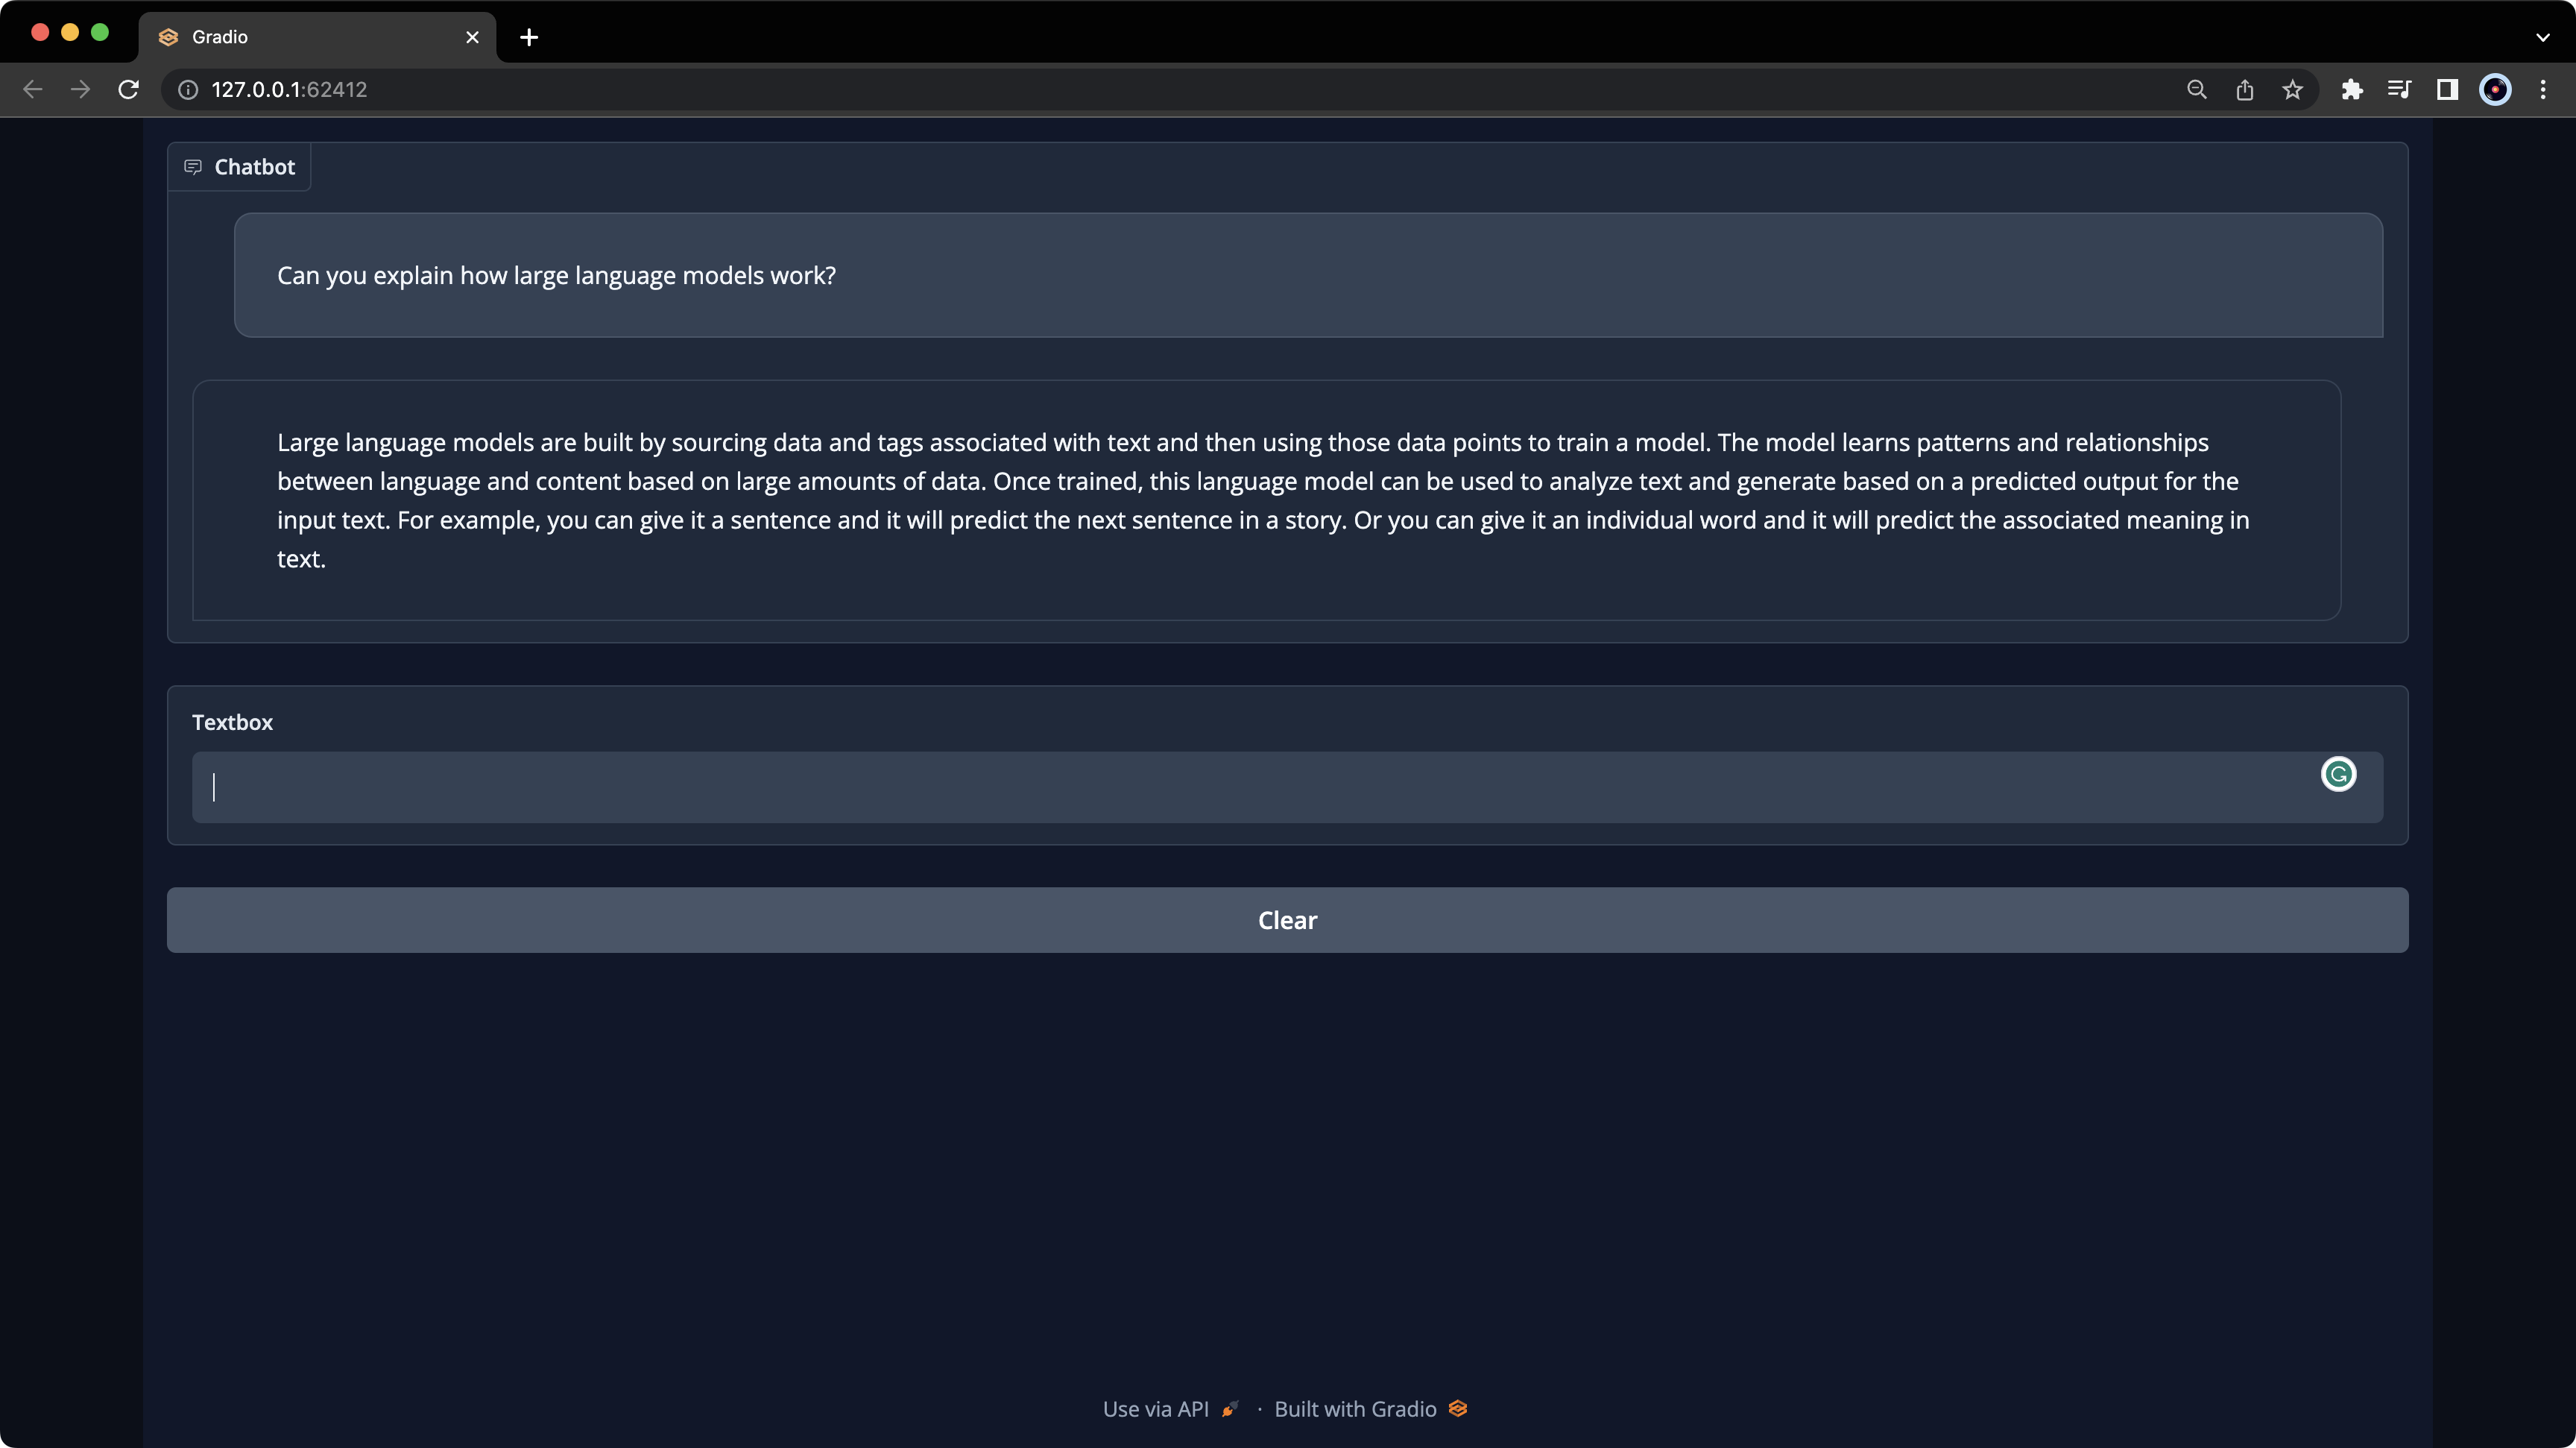 Gradio
127.0.0.1:62412
Chatbot
Can you explain how large language models work?
Large language models are built by sourcing data and tags associated with text and then using those data points to train a model. The model learns patterns and relationships
between language and content based on large amounts of data. Once trained, this language model can be used to analyze text and generate based on a predicted output for the
input text. For example, you can give it a sentence and it will predict the next sentence in a story. Or you can give it an individual word and it will predict the associated meaning in
text.
Textbox
Clear
Use via API · Built with Gradio